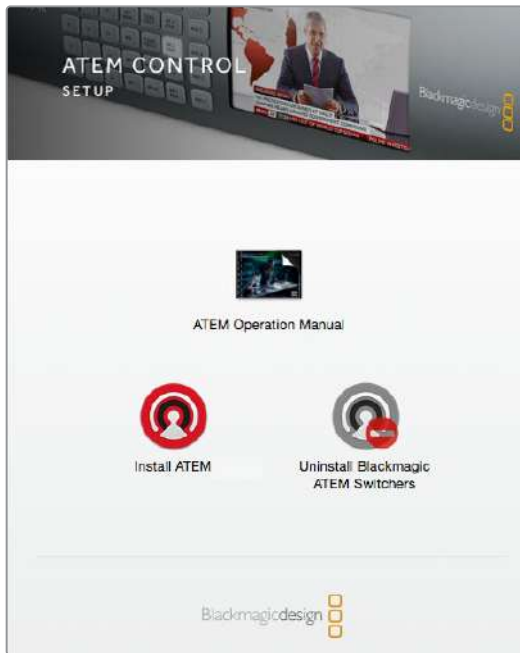 ATEM CONTROL
SETUP
Blackmagicdesign
ATEM Operation Manual
Install ATEM
Uninstall Blackmagic
ATEM Switchers
Blackmagicdesign